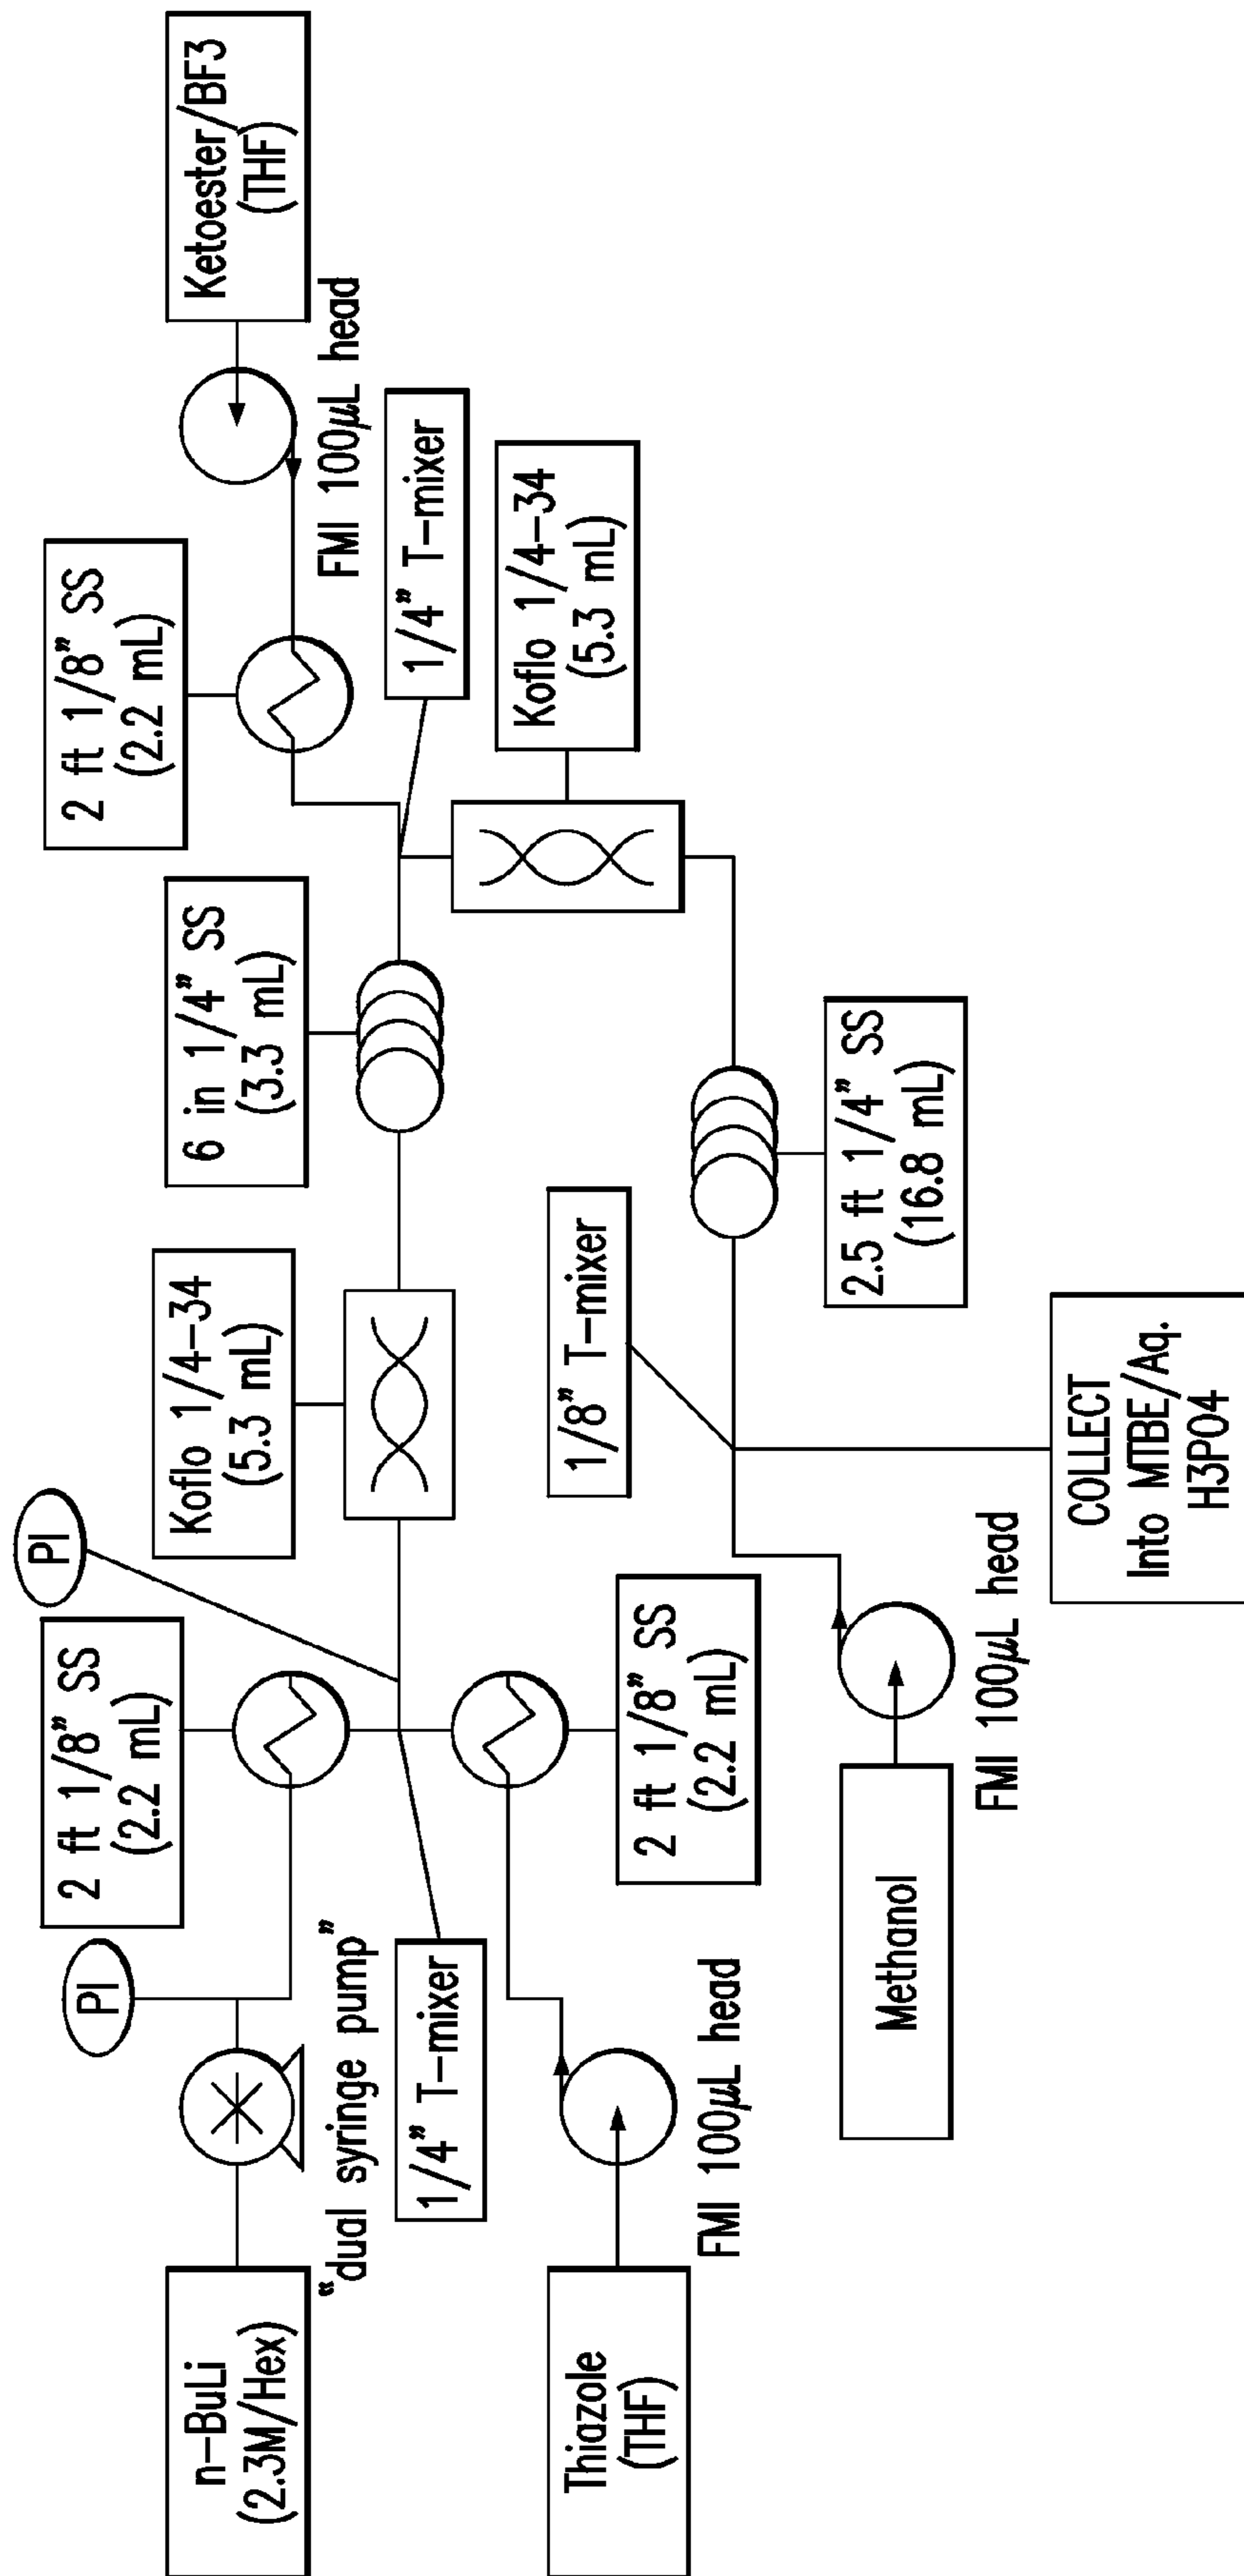 n-BuLi
(2.3M/Hex)
"dual syringe pump"
PI
2 ft 1/8" SS
(2.2 mL)
PI
1/4" T-mixer
Koflo 1/4-34
(5.3 mL)
6 in 1/4" SS
(3.3 mL)
2 ft 1/8" SS
(2.2 mL)
Ketoester/BF3
(THF)
FMI 100μL head
1/4" T-mixer
Koflo 1/4-34
(5.3 mL)
Thiazole
(THF)
FMI 100μL head
2 ft 1/8" SS
(2.2 mL)
1/8" T-mixer
2.5 ft 1/4" SS
(16.8 mL)
Methanol
FMI 100μL head
COLLECT
Into MTBE/Aq.
H3PO4